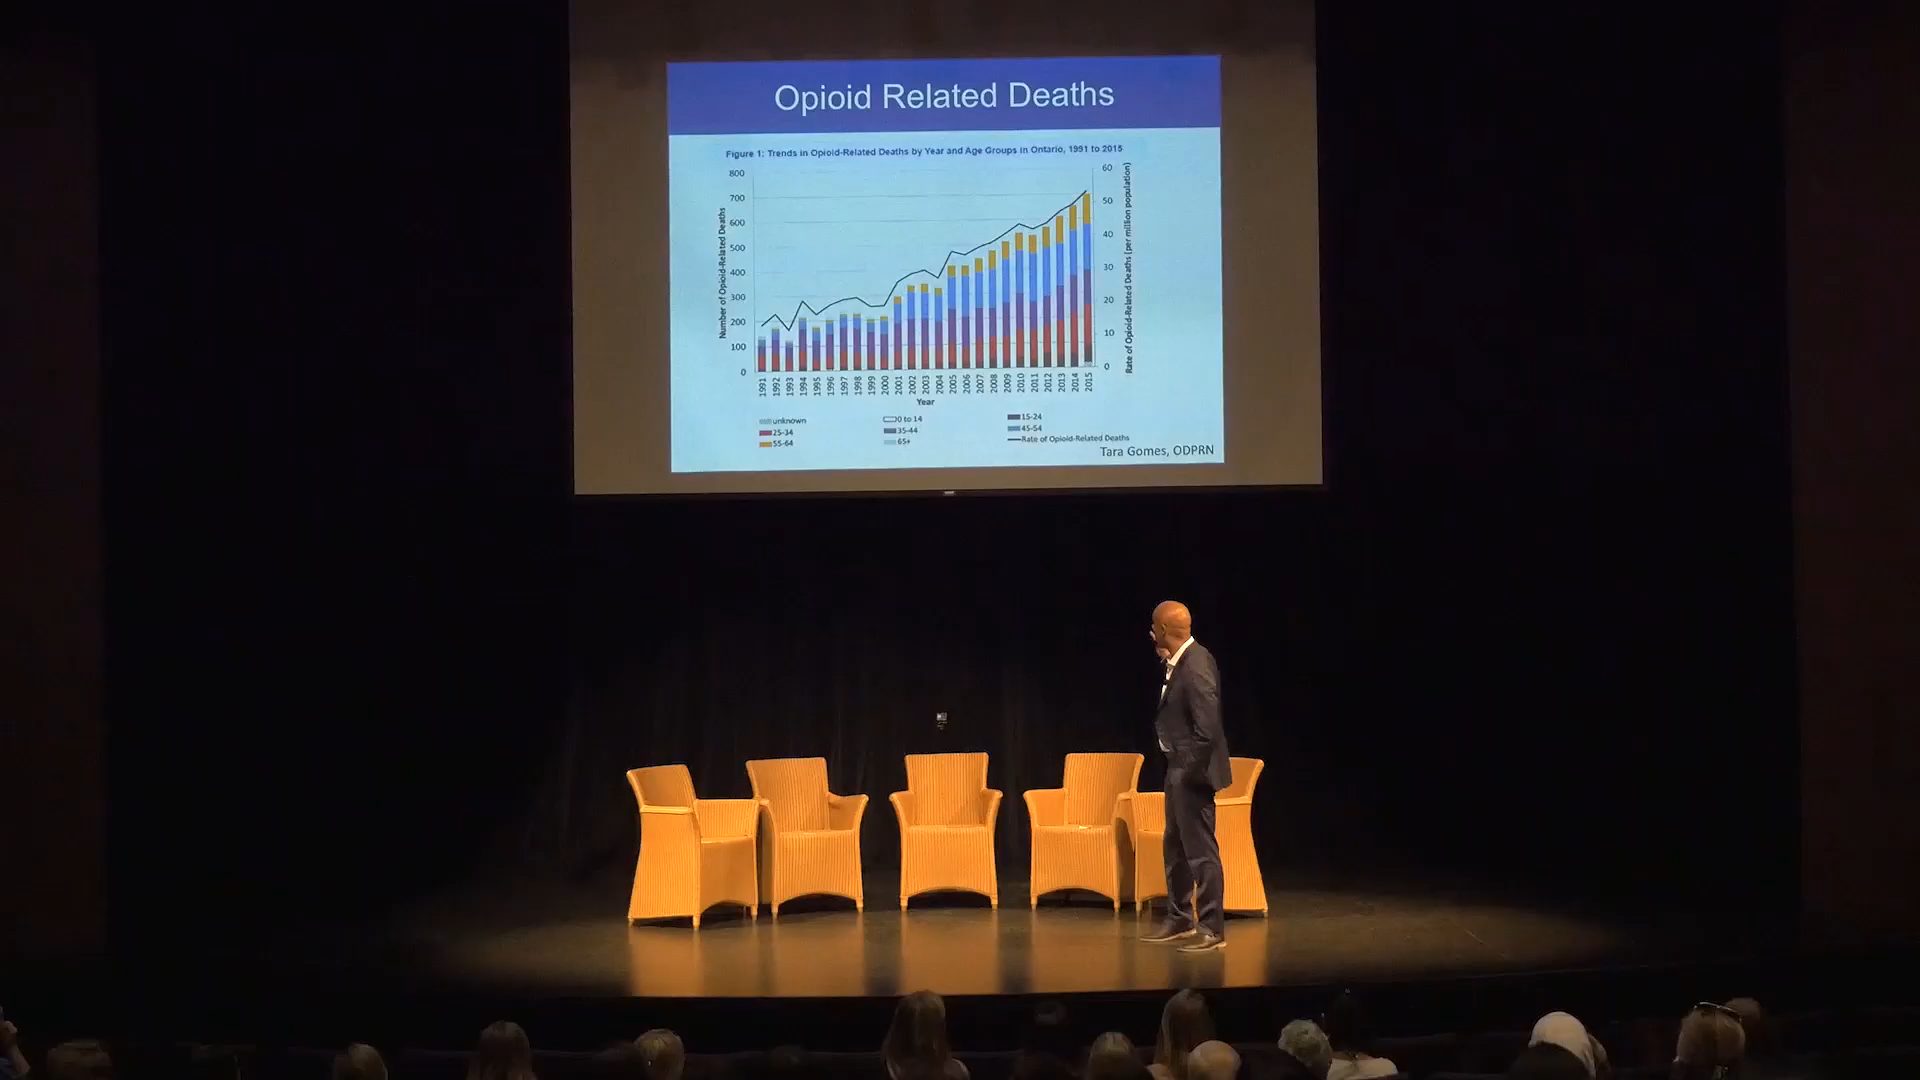 Opioid Related Deaths
Figure 1: Trends in Opioid-Related Deaths by Year and Age Groups in Ontario, 1991 to 2015
Number of Opioid-Related Deaths
800
700
600
500
400
300
200
100
0
60
50
40
30
20
10
0
Rate of Opioid-Related Deaths (per million population)
1991 1992 1993 1994 1995 1996 1997 1998 1999 2000 2001 2002 2003 2004 2005 2006 2007 2008 2009 2010 2011 2012 2013 2014 2015
Year
unknown 0 to 14 15-24
25-34 35-44 45-54
55-64 65+ Rate of Opioid-Related Deaths
Tara Gomes, ODPRN